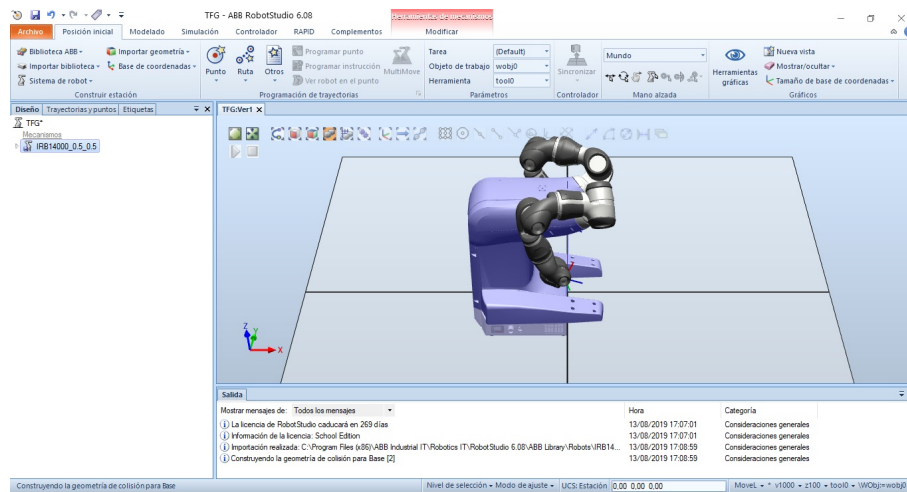 TFG - ABB RobotStudio 6.08
Herramientas de mecanismos
Archivo Posición inicial Modelado Simulación Controlador RAPID Complementos Modificar
Biblioteca ABB
Importar biblioteca
Sistema de robot
Importar geometría
Base de coordenadas
Construir estación
Punto Ruta Otros
Programar punto
Programar instrucción
Ver robot en el punto
MultiMove
Programación de trayectorias
Tarea (Default)
Objeto de trabajo wobj0
Herramienta tool0
Parámetros
Sincronizar
Controlador
Mundo
Mano alzada
Herramientas gráficas
Nueva vista
Mostrar/ocultar
Tamaño de base de coordenadas
Gráficos
Diseño Trayectorias y puntos Etiquetas
TFG*
Mecanismos
IRB14000_0.5_0.5
TFG:Ver1
Z
Y
X
Salida
Mostrar mensajes de: Todos los mensajes Hora Categoría
La licencia de RobotStudio caducará en 269 días 13/08/2019 17:07:01 Consideraciones generales
Información de la licencia: School Edition 13/08/2019 17:07:01 Consideraciones generales
Importación realizada: C:\Program Files (x86)\ABB Industrial IT\Robotics IT\RobotStudio 6.08\ABB Library\Robots\IRB14... 13/08/2019 17:08:59 Consideraciones generales
Construyendo la geometría de colisión para Base [2] 13/08/2019 17:08:59 Consideraciones generales
Construyendo la geometría de colisión para Base Nivel de selección Modo de ajuste UCS: Estación 0,00 0,00 0,00 MoveL * v1000 z100 tool0 \WObj:=wobj0